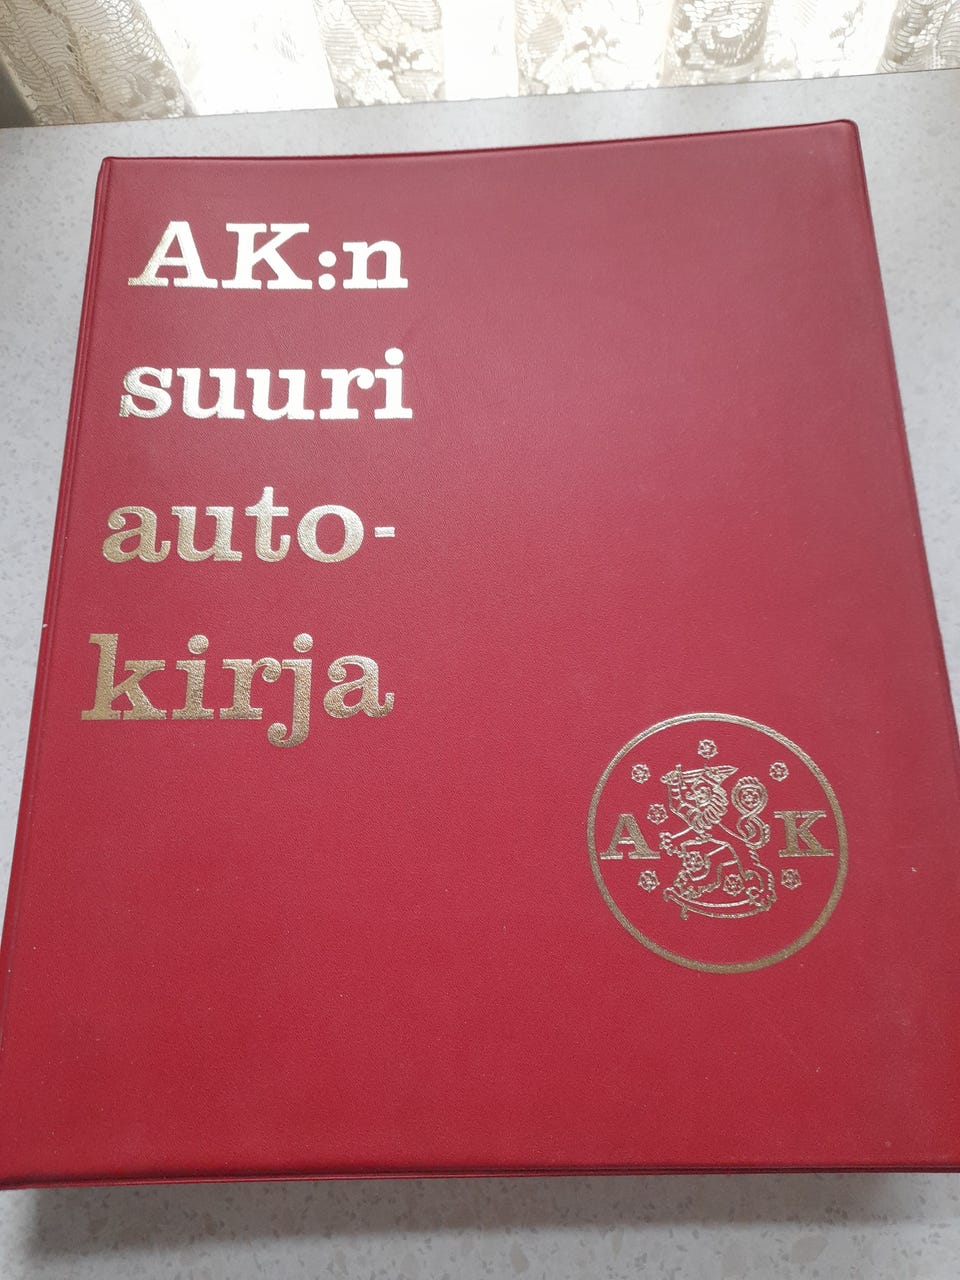 AK:n
suuri
auto-
kirja
A K